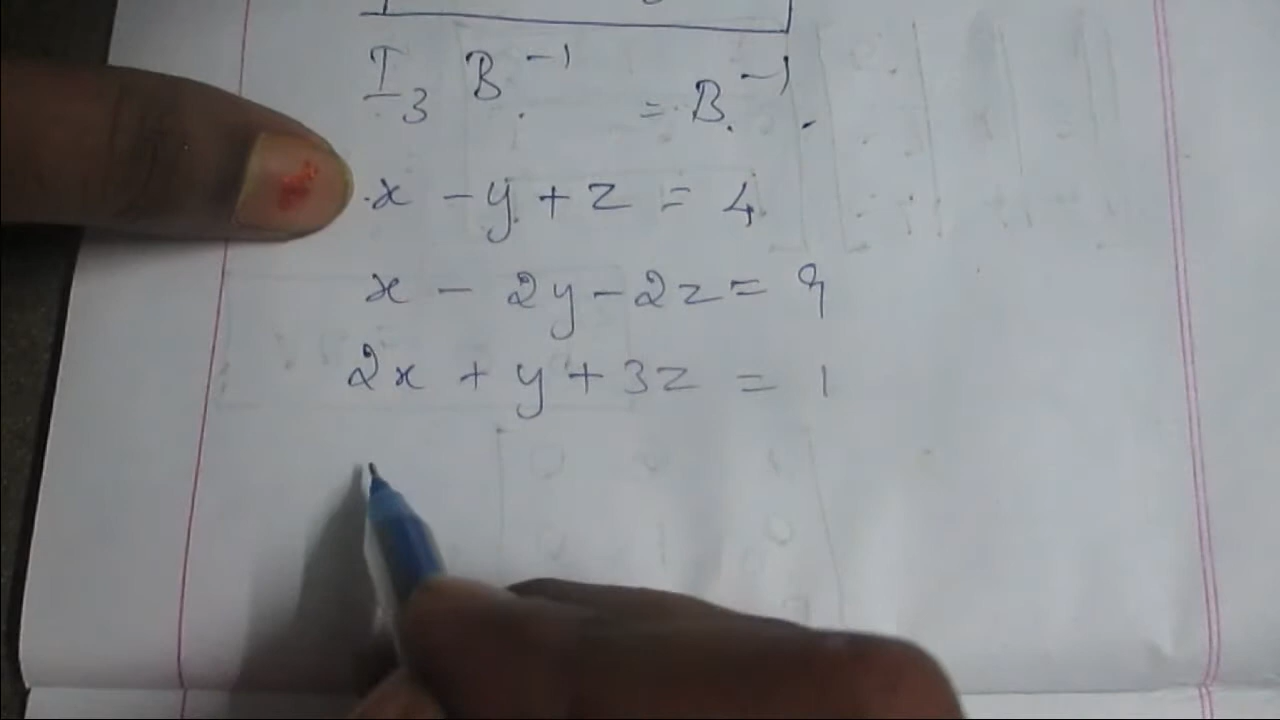 I₃ B⁻¹ = B⁻¹.
x - y + z = 4
x - 2y - 2z = 9
2x + y + 3z = 1